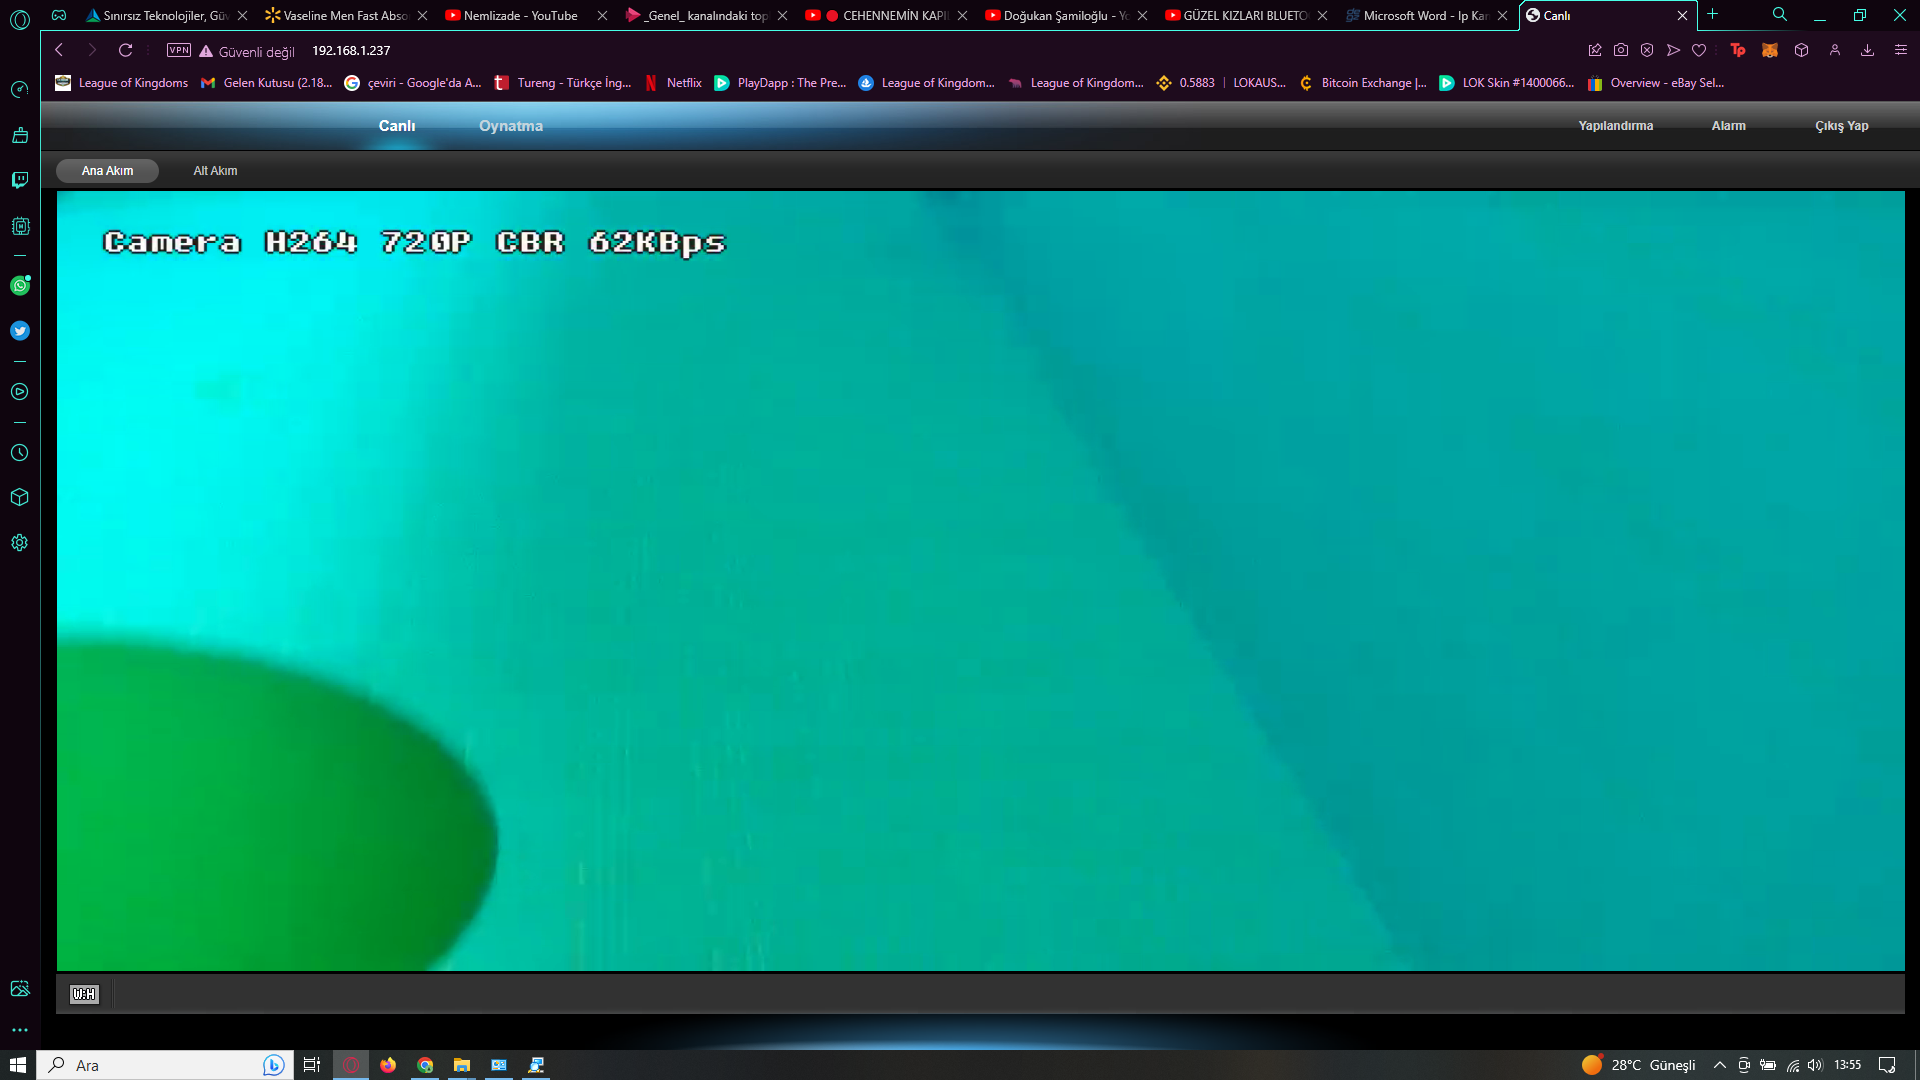 Sınırsız Teknolojiler, Güv
Vaseline Men Fast Abso
Nemlizade - YouTube
_Genel_ kanalındaki top
CEHENNEMİN KAPI
Doğukan Şamiloğlu - Yo
GÜZEL KIZLARI BLUETO
Microsoft Word - Ip Kam
Canlı
VPN
Güvenli değil
192.168.1.237
Tp
League of Kingdoms
Gelen Kutusu (2.18...
çeviri - Google'da A...
Tureng - Türkçe İng...
Netflix
PlayDapp : The Pre...
League of Kingdom...
League of Kingdom...
0.5883 | LOKAUS...
Bitcoin Exchange |...
LOK Skin #1400066...
Overview - eBay Sel...
Canlı
Oynatma
Yapılandırma
Alarm
Çıkış Yap
Ana Akım
Alt Akım
Camera H264 720P CBR 62KBps
W:H
Ara
28°C Güneşli
13:55